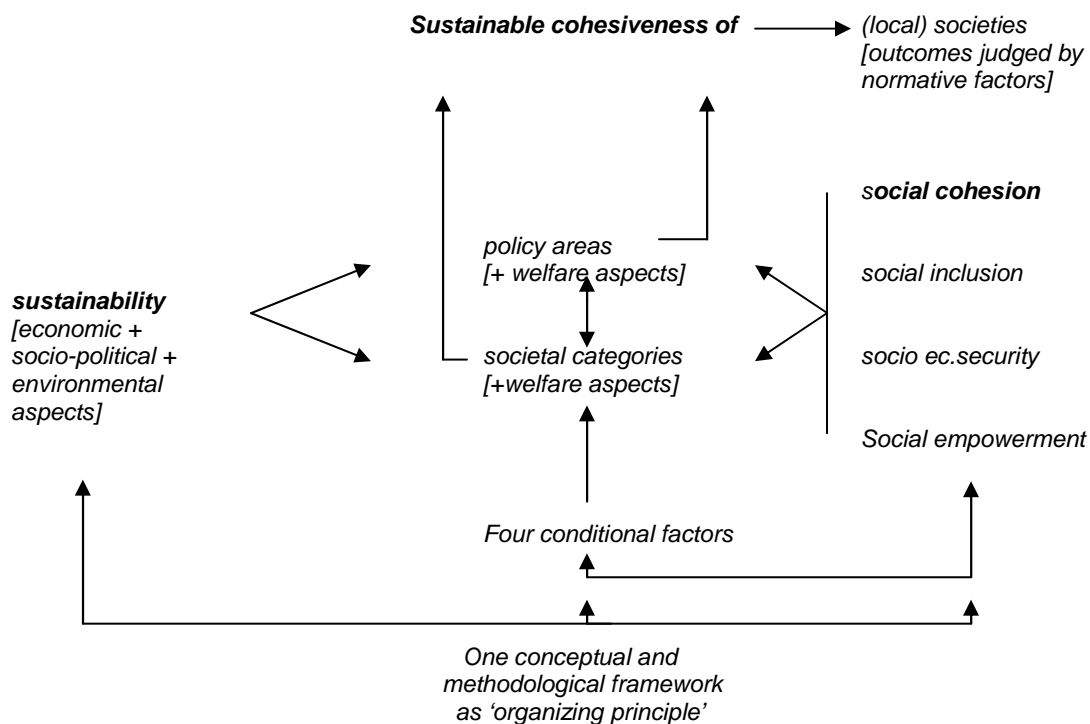 Sustainable cohesiveness of
(local) societies
[outcomes judged by
normative factors]
social cohesion
policy areas
[+ welfare aspects]
social inclusion
sustainability
[economic +
socio-political +
environmental
aspects]
societal categories
[+welfare aspects]
socio ec.security
Social empowerment
Four conditional factors
One conceptual and
methodological framework
as ‘organizing principle’